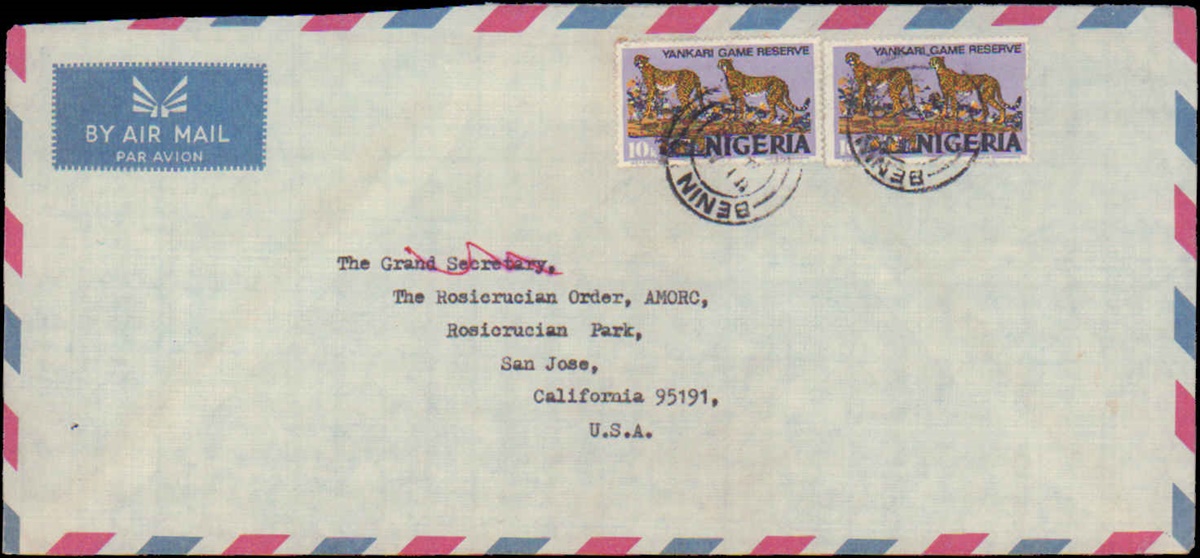 BY AIR MAIL
PAR AVION
YANKARI GAME RESERVE
10
NIGERIA
YANKARI GAME RESERVE
NIGERIA
BENIN
BENIN
The Grand Secretary,
The Rosicrucian Order, AMORC,
Rosicrucian Park,
San Jose,
California 95191,
U.S.A.